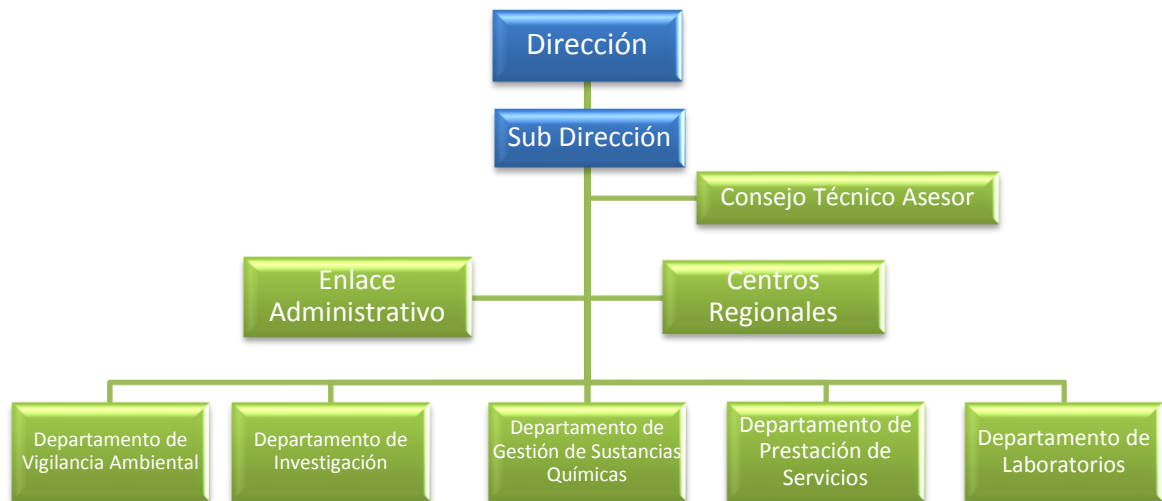 Dirección
Sub Dirección
Consejo Técnico Asesor
Enlace
Administrativo
Centros
Regionales
Departamento de
Vigilancia Ambiental
Departamento de
Investigación
Departamento de
Gestión de Sustancias
Químicas
Departamento de
Prestación de
Servicios
Departamento de
Laboratorios